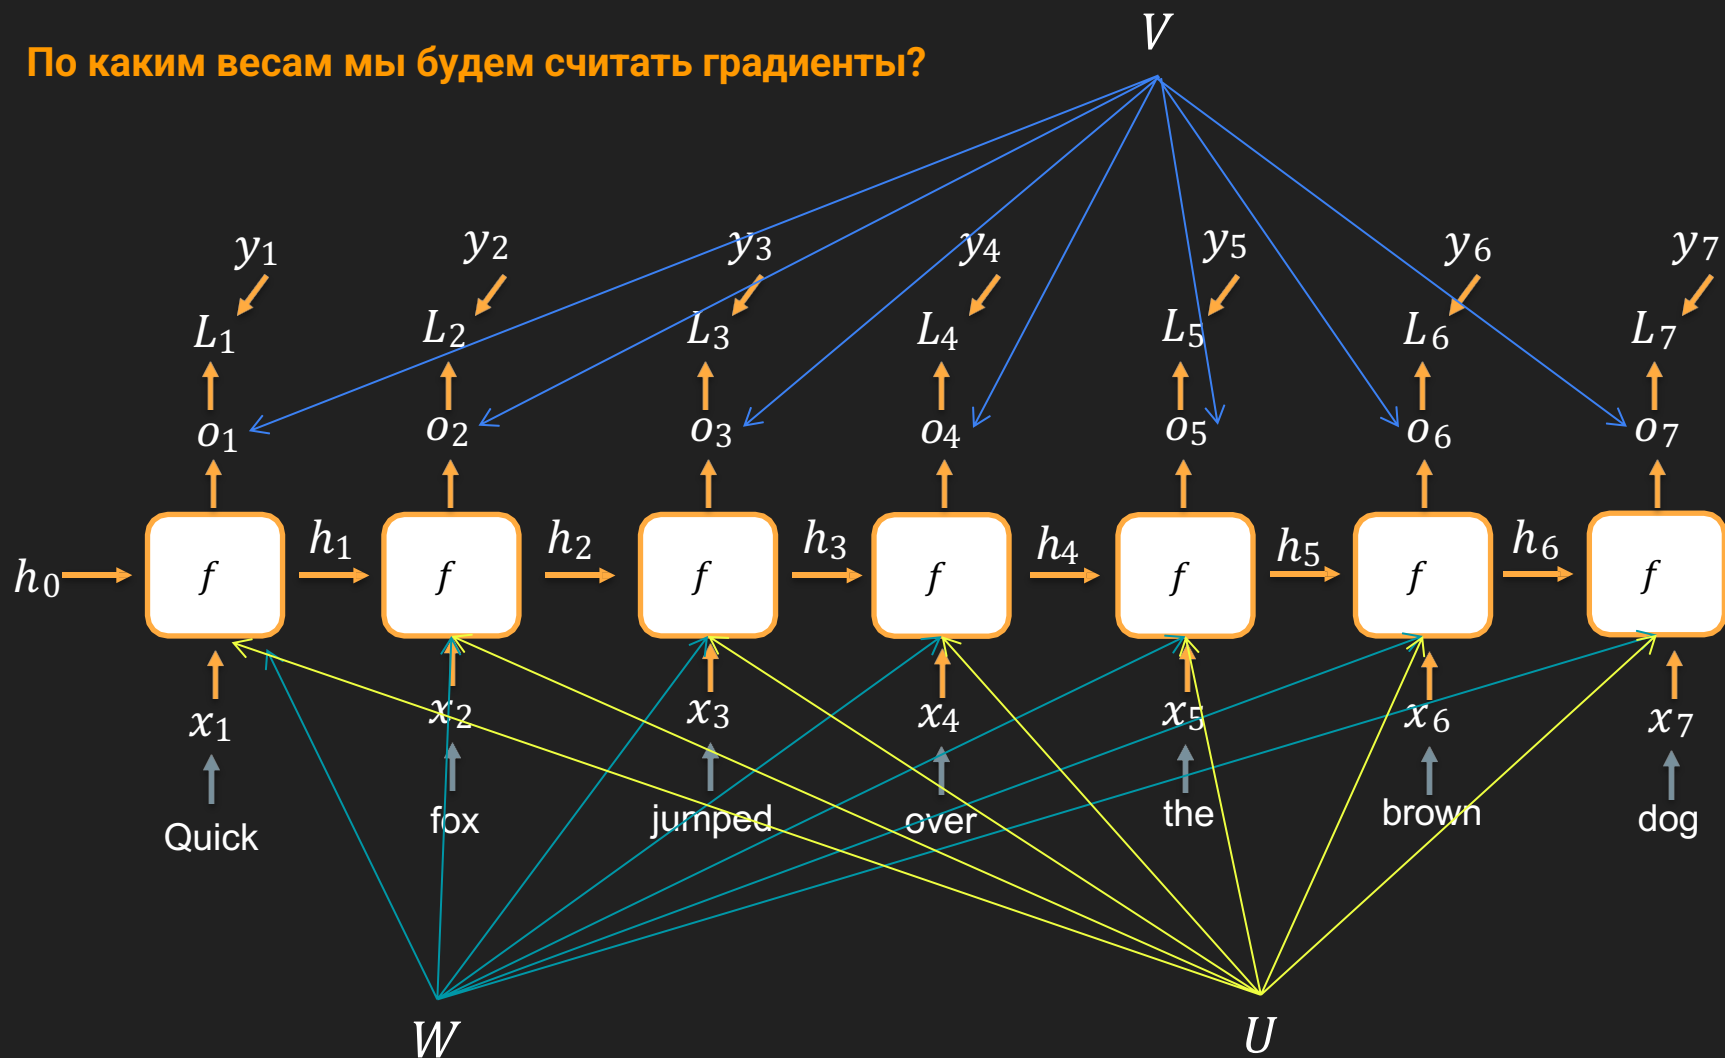 V
По каким весам мы будем считать градиенты?
y1 y2 y3 y4 y5 y6 y7
L1 L2 L3 L4 L5 L6 L7
o1 o2 o3 o4 o5 o6 o7
h0 f h1 f h2 f h3 f h4 f h5 f h6 f
x1 x2 x3 x4 x5 x6 x7
Quick fox jumped over the brown dog
W U